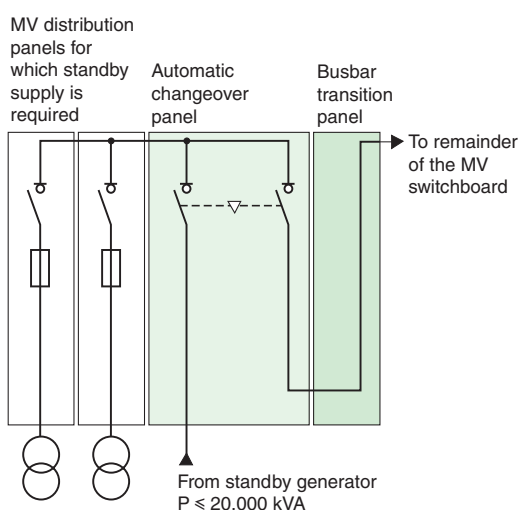 MV distribution
panels for
which standby
supply is
required
Automatic
changeover
panel
Busbar
transition
panel
To remainder
of the MV
switchboard
From standby generator
P ⩽ 20.000 kVA